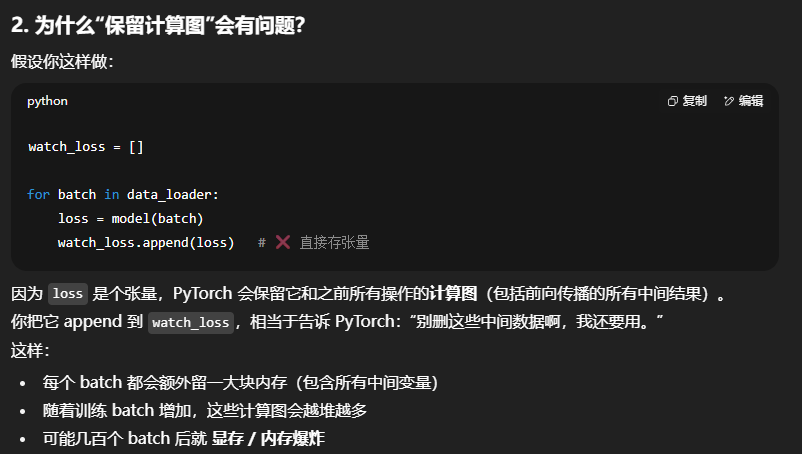 2. 为什么“保留计算图”会有问题？
假设你这样做：
python
复制 编辑
watch_loss = []
for batch in data_loader:
    loss = model(batch)
    watch_loss.append(loss)   # ❌ 直接存张量
因为 loss 是个张量，PyTorch 会保留它和之前所有操作的计算图（包括前向传播的所有中间结果）。
你把它 append 到 watch_loss，相当于告诉 PyTorch：“别删这些中间数据啊，我还要用。”
这样：
• 每个 batch 都会额外留一大块内存（包含所有中间变量）
• 随着训练 batch 增加，这些计算图会越堆越多
• 可能几百个 batch 后就 显存 / 内存爆炸